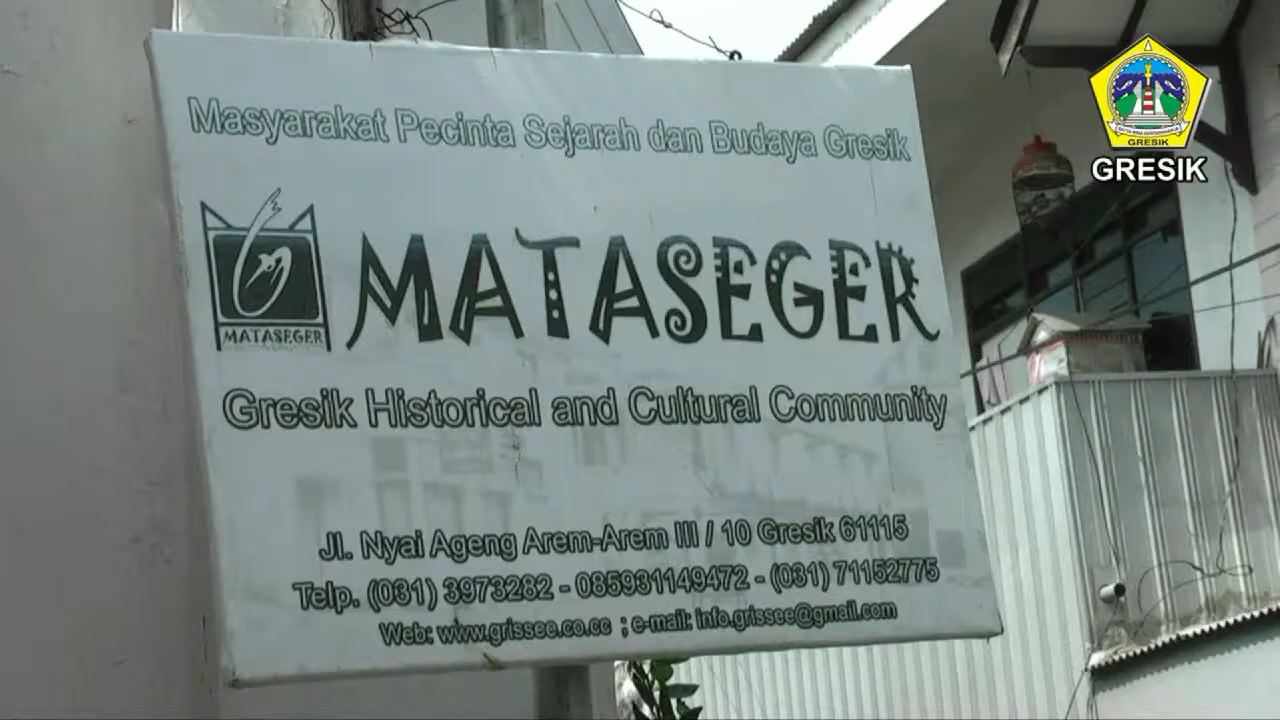 Masyarakat Pecinta Sejarah dan Budaya Gresik
MATASEGER
MATASEGER
Gresik Historical and Cultural Community
Jl. Nyai Ageng Arem-Arem III / 10 Gresik 61115
Telp. (031) 3973282 - 085931149472 - (031) 71152775
Web: www.grissee.co.cc ; e-mail: info.grissee@gmail.com
GRESIK
GRESIK